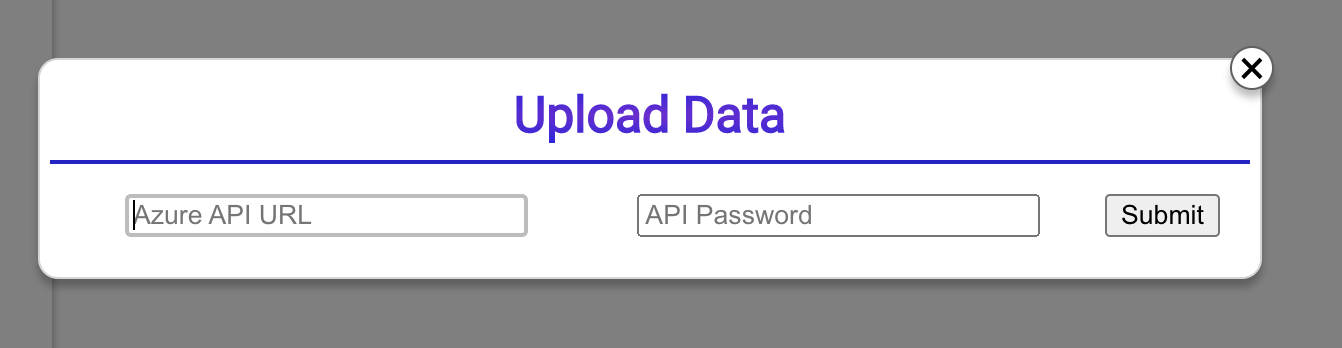 Upload Data
Azure API URL
API Password
Submit